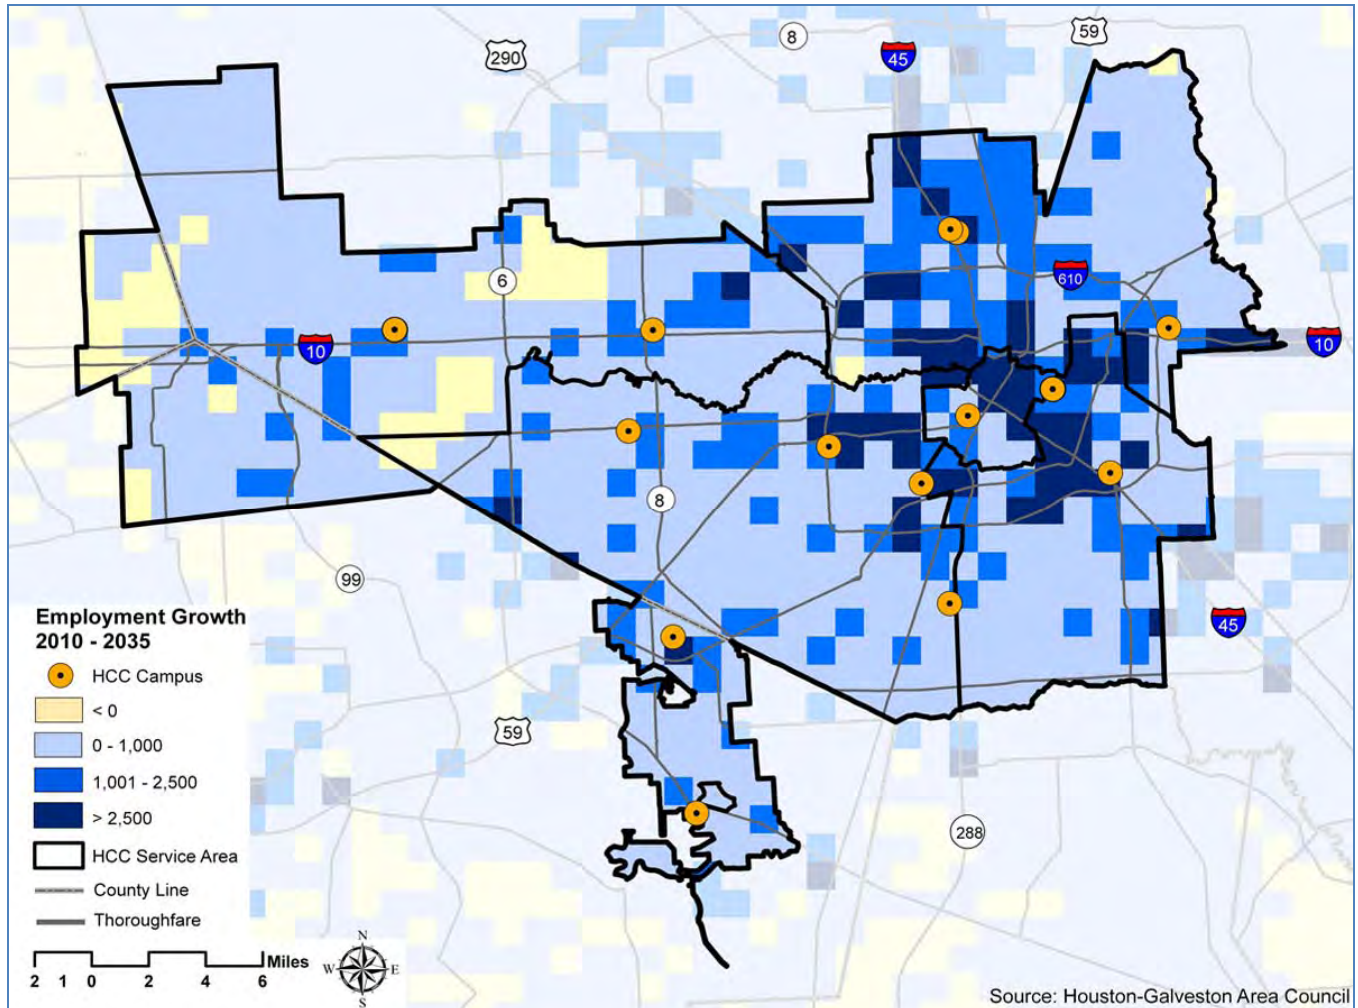 8
59
45
290
6
610
10
10
8
99
45
59
288
Employment Growth
2010 - 2035
HCC Campus
< 0
0 - 1,000
1,001 - 2,500
> 2,500
HCC Service Area
County Line
Thoroughfare
Miles
2 1 0 2 4 6
N
W E
S
Source: Houston-Galveston Area Council